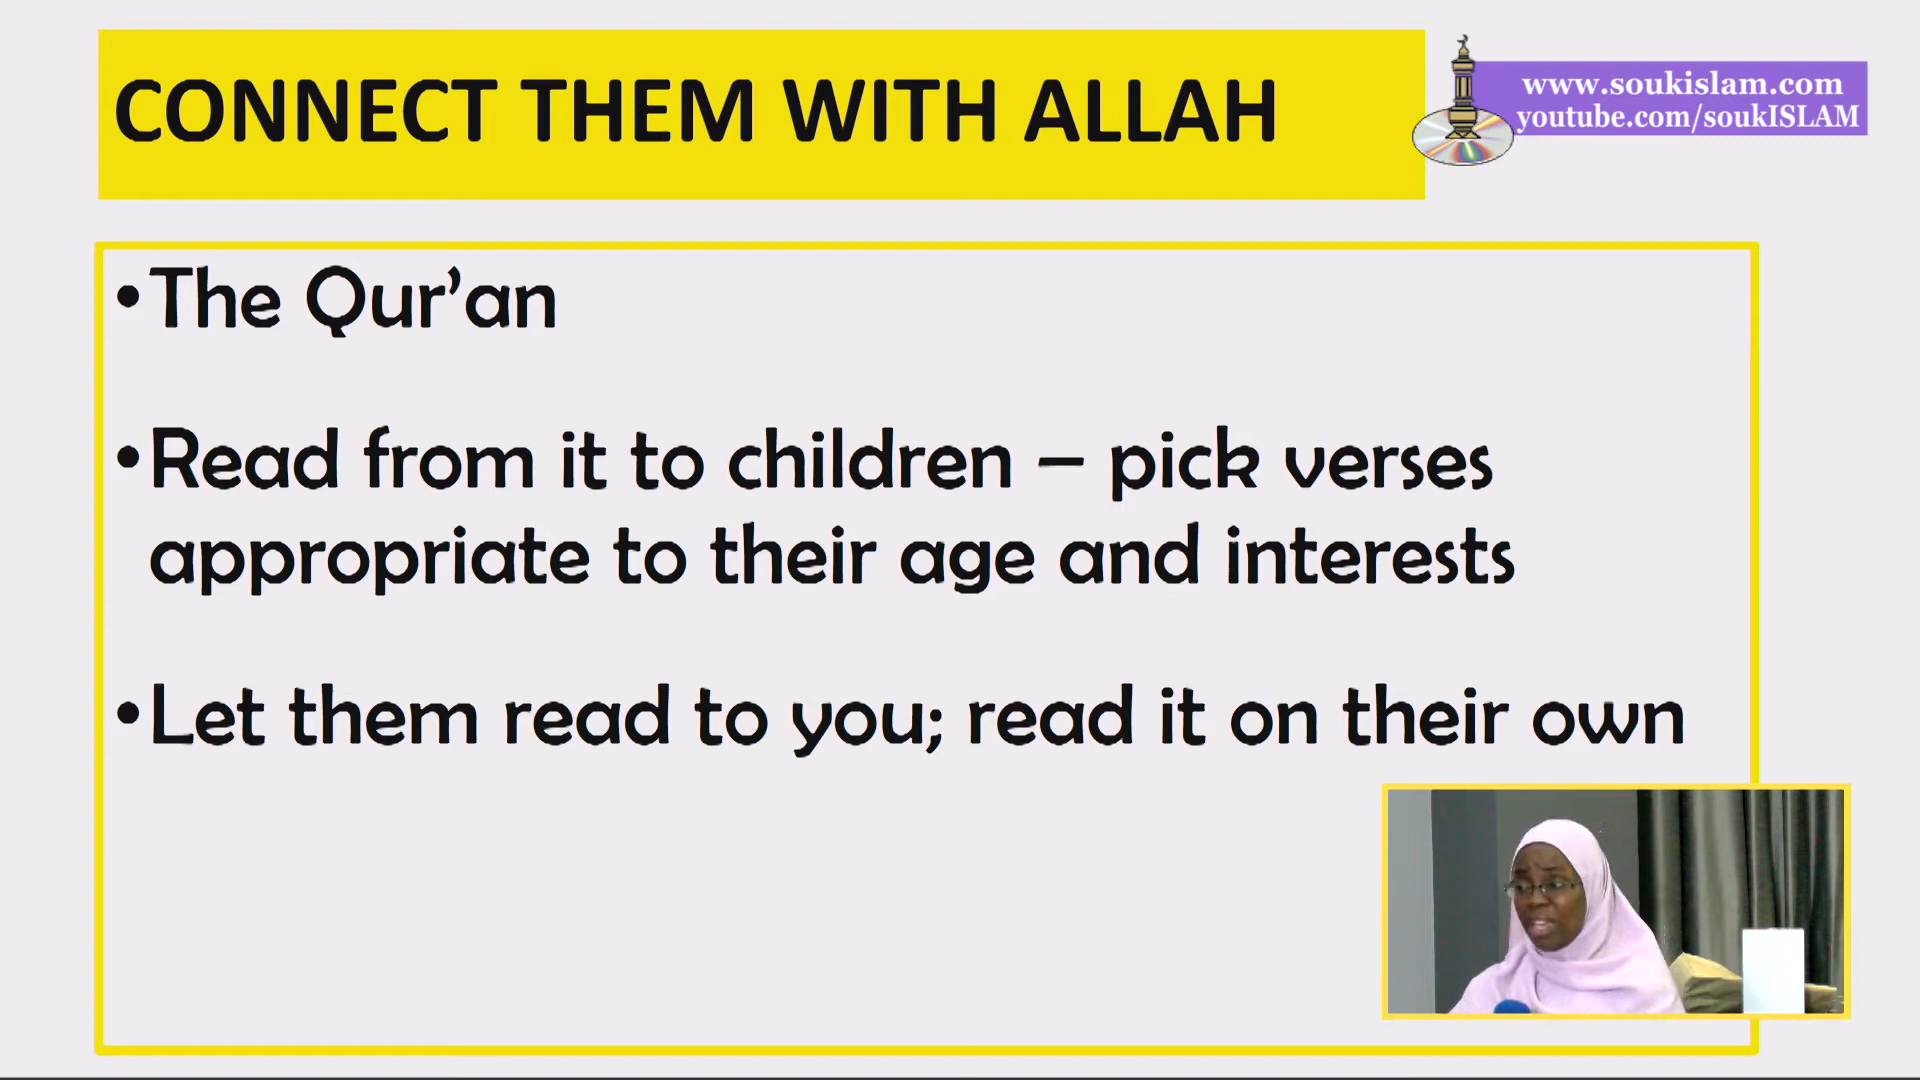 CONNECT THEM WITH ALLAH
www.soukislam.com
youtube.com/soukISLAM
•The Qur’an
•Read from it to children – pick verses
appropriate to their age and interests
•Let them read to you; read it on their own